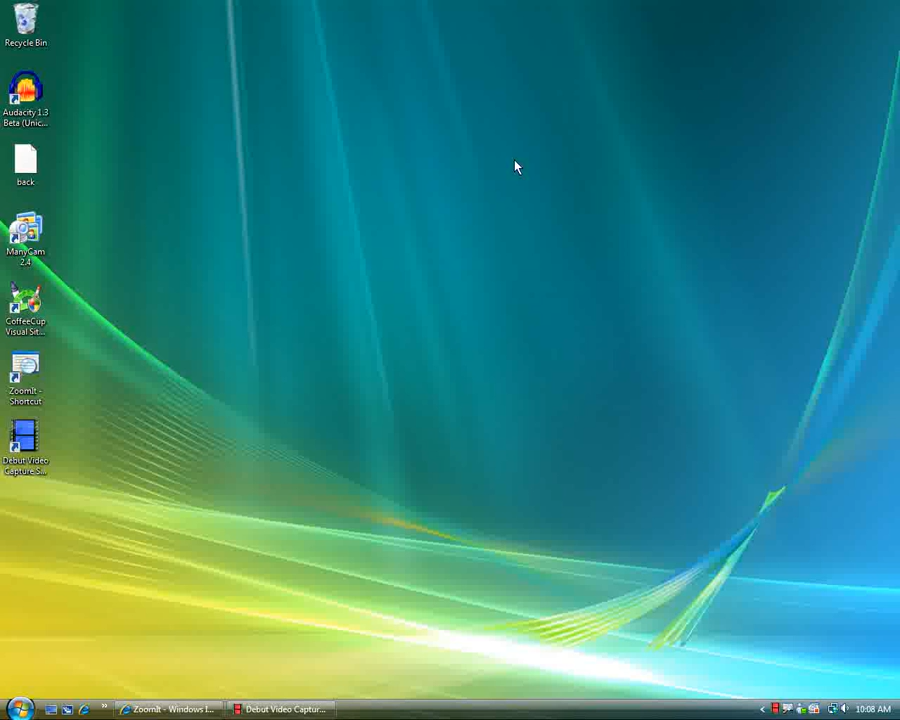 Recycle Bin
Audacity 1.3
Beta (Unic...
back
ManyCam
2.4
CoffeeCup
Visual Sit...
ZoomIt -
Shortcut
Debut Video
Capture S...
ZoomIt - Windows I...
Debut Video Captur...
10:08 AM